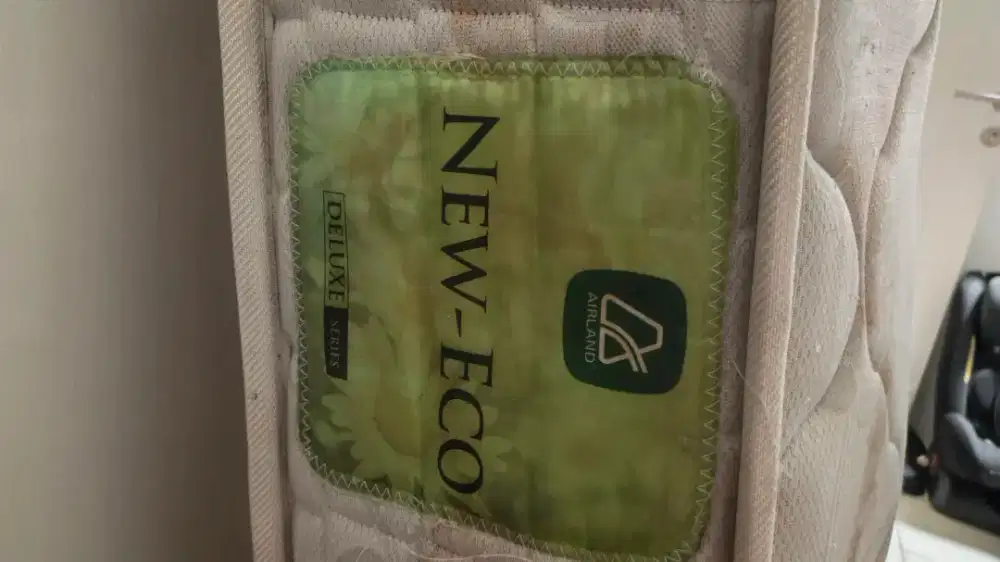 AIRLAND
NEW-ECO
DELUXE SERIES